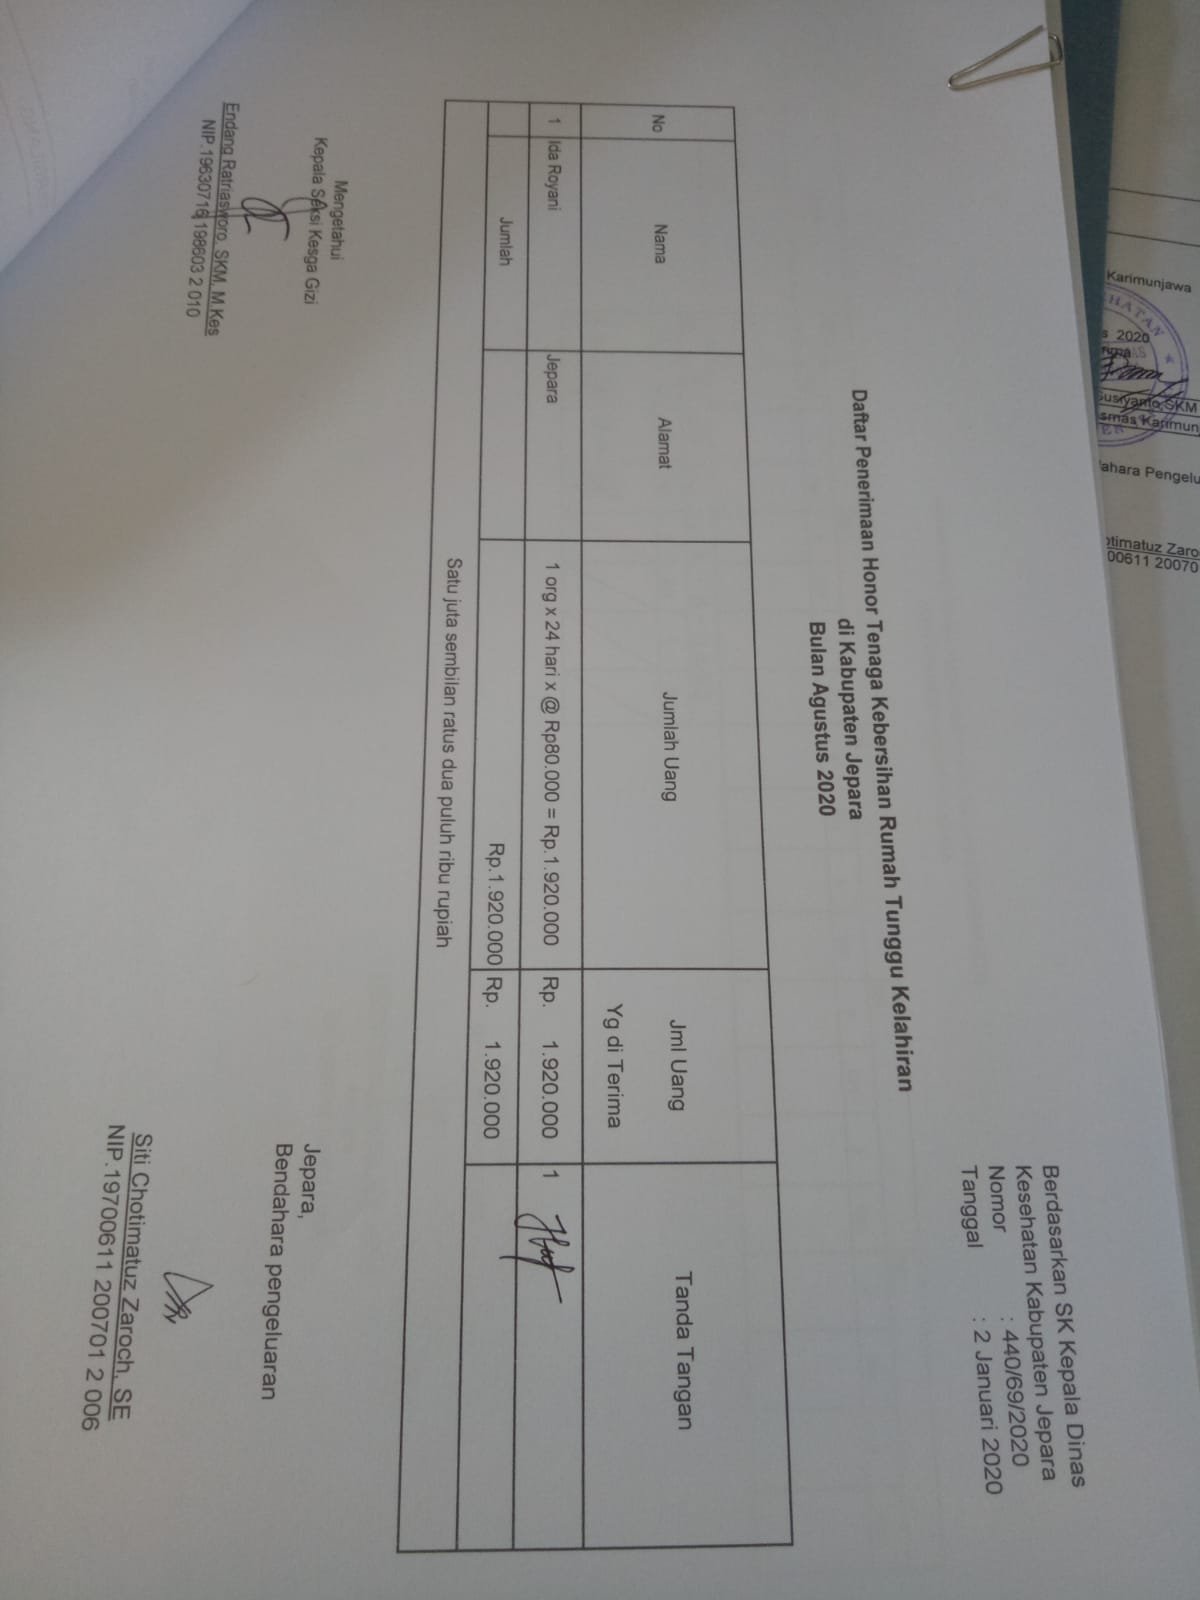 Berdasarkan SK Kepala Dinas
Kesehatan Kabupaten Jepara
Nomor : 440/69/2020
Tanggal : 2 Januari 2020
Daftar Penerimaan Honor Tenaga Kebersihan Rumah Tunggu Kelahiran
di Kabupaten Jepara
Bulan Agustus 2020
No Nama Alamat Jumlah Uang Jml Uang Yg di Terima Tanda Tangan
1 Ida Royani Jepara 1 org x 24 hari x @ Rp80.000 = Rp.1.920.000 Rp. 1.920.000 1
Jumlah Rp.1.920.000 Rp. 1.920.000
Satu juta sembilan ratus dua puluh ribu rupiah
Mengetahui
Kepala Seksi Kesga Gizi
Endang Ratriasworo, SKM, M.Kes
NIP.19630716 198603 2 010
Jepara,
Bendahara pengeluaran
Siti Chotimatuz Zaroch, SE
NIP.19700611 200701 2 006
Karimunjawa
2020
Susiyanto,SKM
smas Karimun
ahara Pengelu
otimatuz Zaro
00611 20070